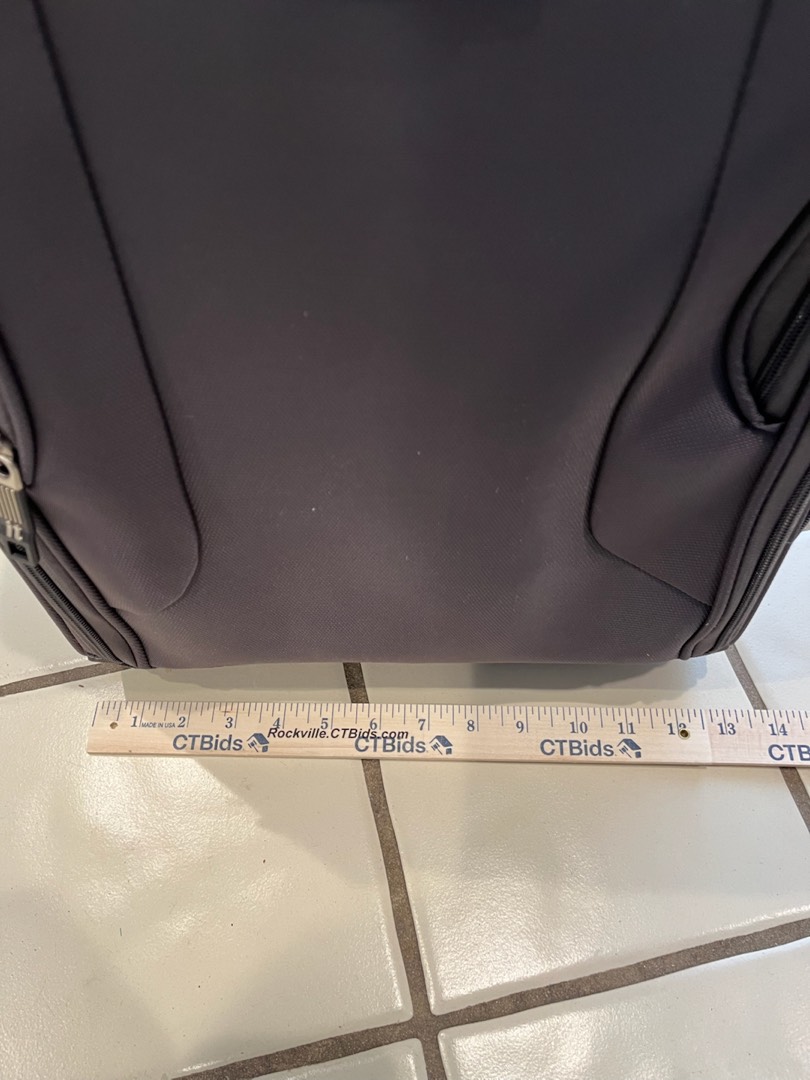 1 MADE IN USA 2 3 4 5 6 7 8 9 10 11 12 13 14
CTBids Rockville.CTBids.com CTBids CTBids CTB